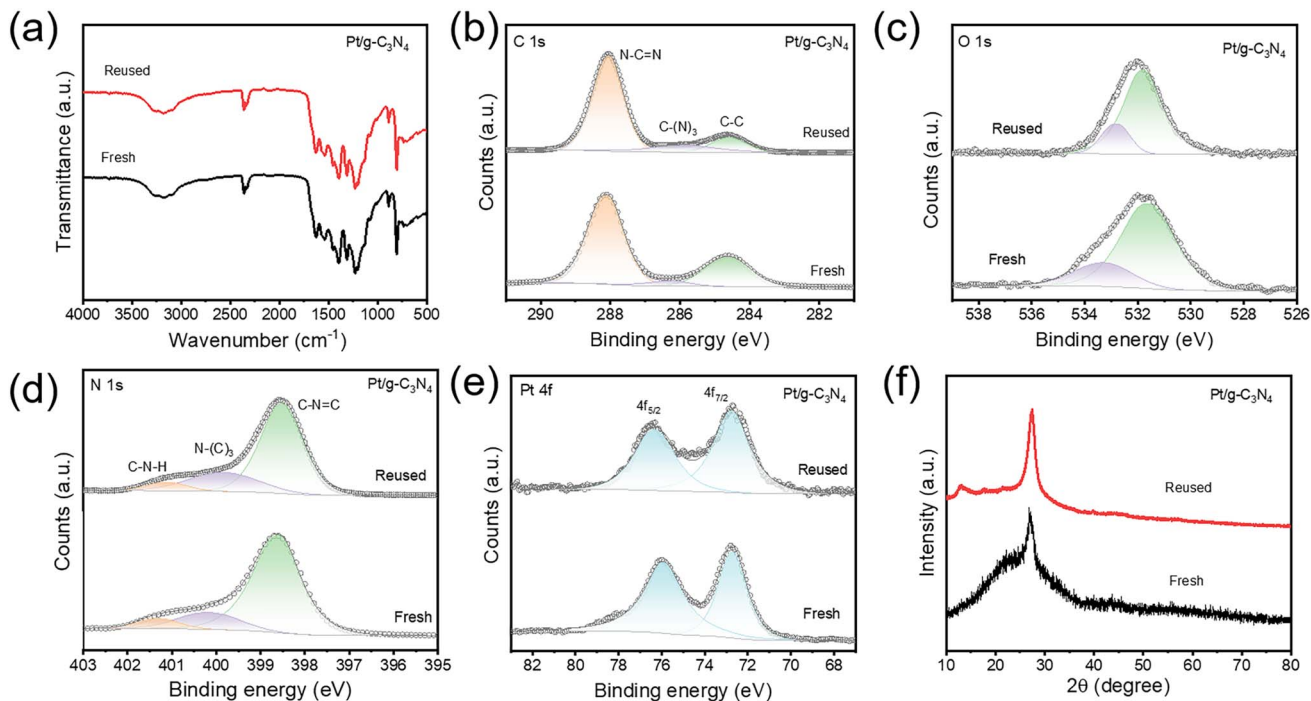 (a)
Pt/g-C₃N₄
Reused
Fresh
Transmittance (a.u.)
4000 3500 3000 2500 2000 1500 1000 500
Wavenumber (cm⁻¹)
(b)
C 1s
Pt/g-C₃N₄
N-C=N
C-(N)₃
C-C
Reused
Fresh
Counts (a.u.)
290 288 286 284 282
Binding energy (eV)
(c)
O 1s
Pt/g-C₃N₄
Reused
Fresh
Counts (a.u.)
538 536 534 532 530 528 526
Binding energy (eV)
(d)
N 1s
Pt/g-C₃N₄
C-N=C
N-(C)₃
C-N-H
Reused
Fresh
Counts (a.u.)
403 402 401 400 399 398 397 396 395
Binding energy (eV)
(e)
Pt 4f
Pt/g-C₃N₄
4f₅/₂
4f₇/₂
Reused
Fresh
Counts (a.u.)
82 80 78 76 74 72 70 68
Binding energy (eV)
(f)
Pt/g-C₃N₄
Reused
Fresh
Intensity (a.u.)
10 20 30 40 50 60 70 80
2θ (degree)